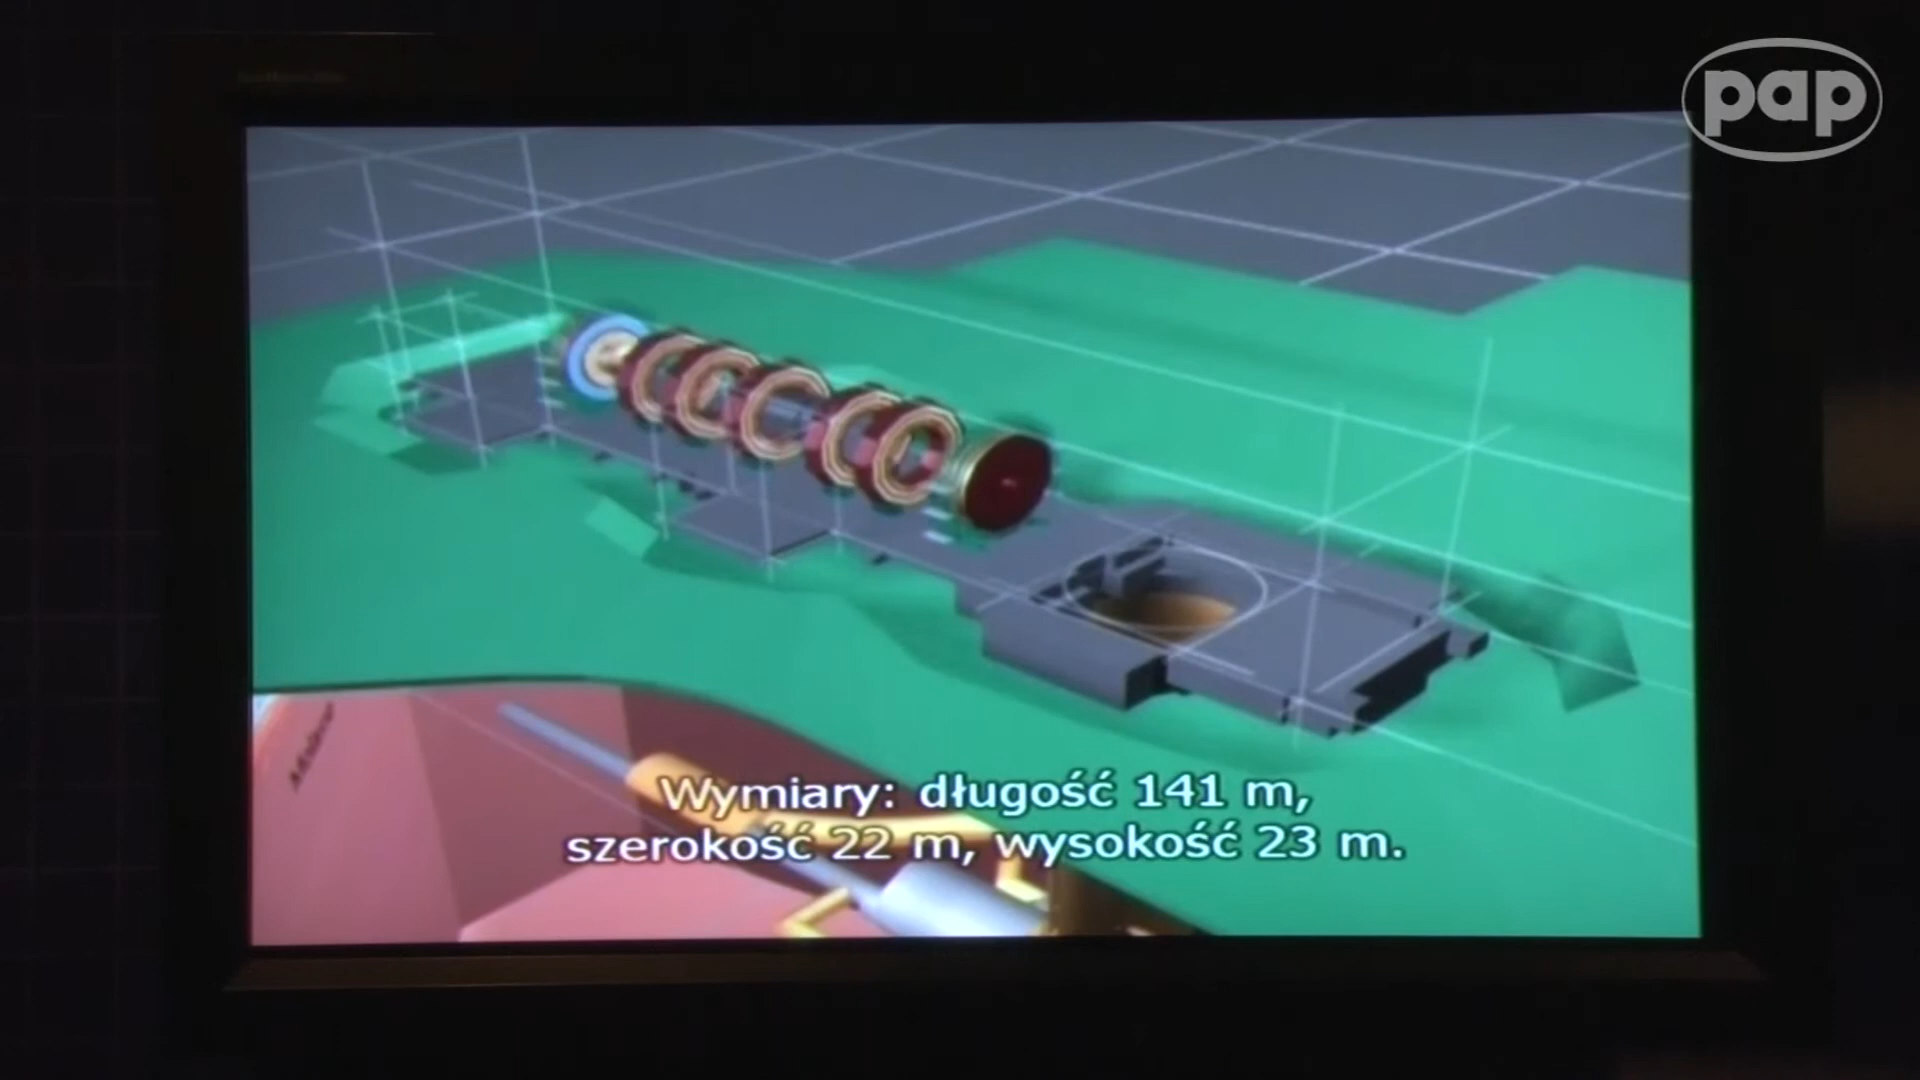 pap
Wymiary: długość 141 m,
szerokość 22 m, wysokość 23 m.